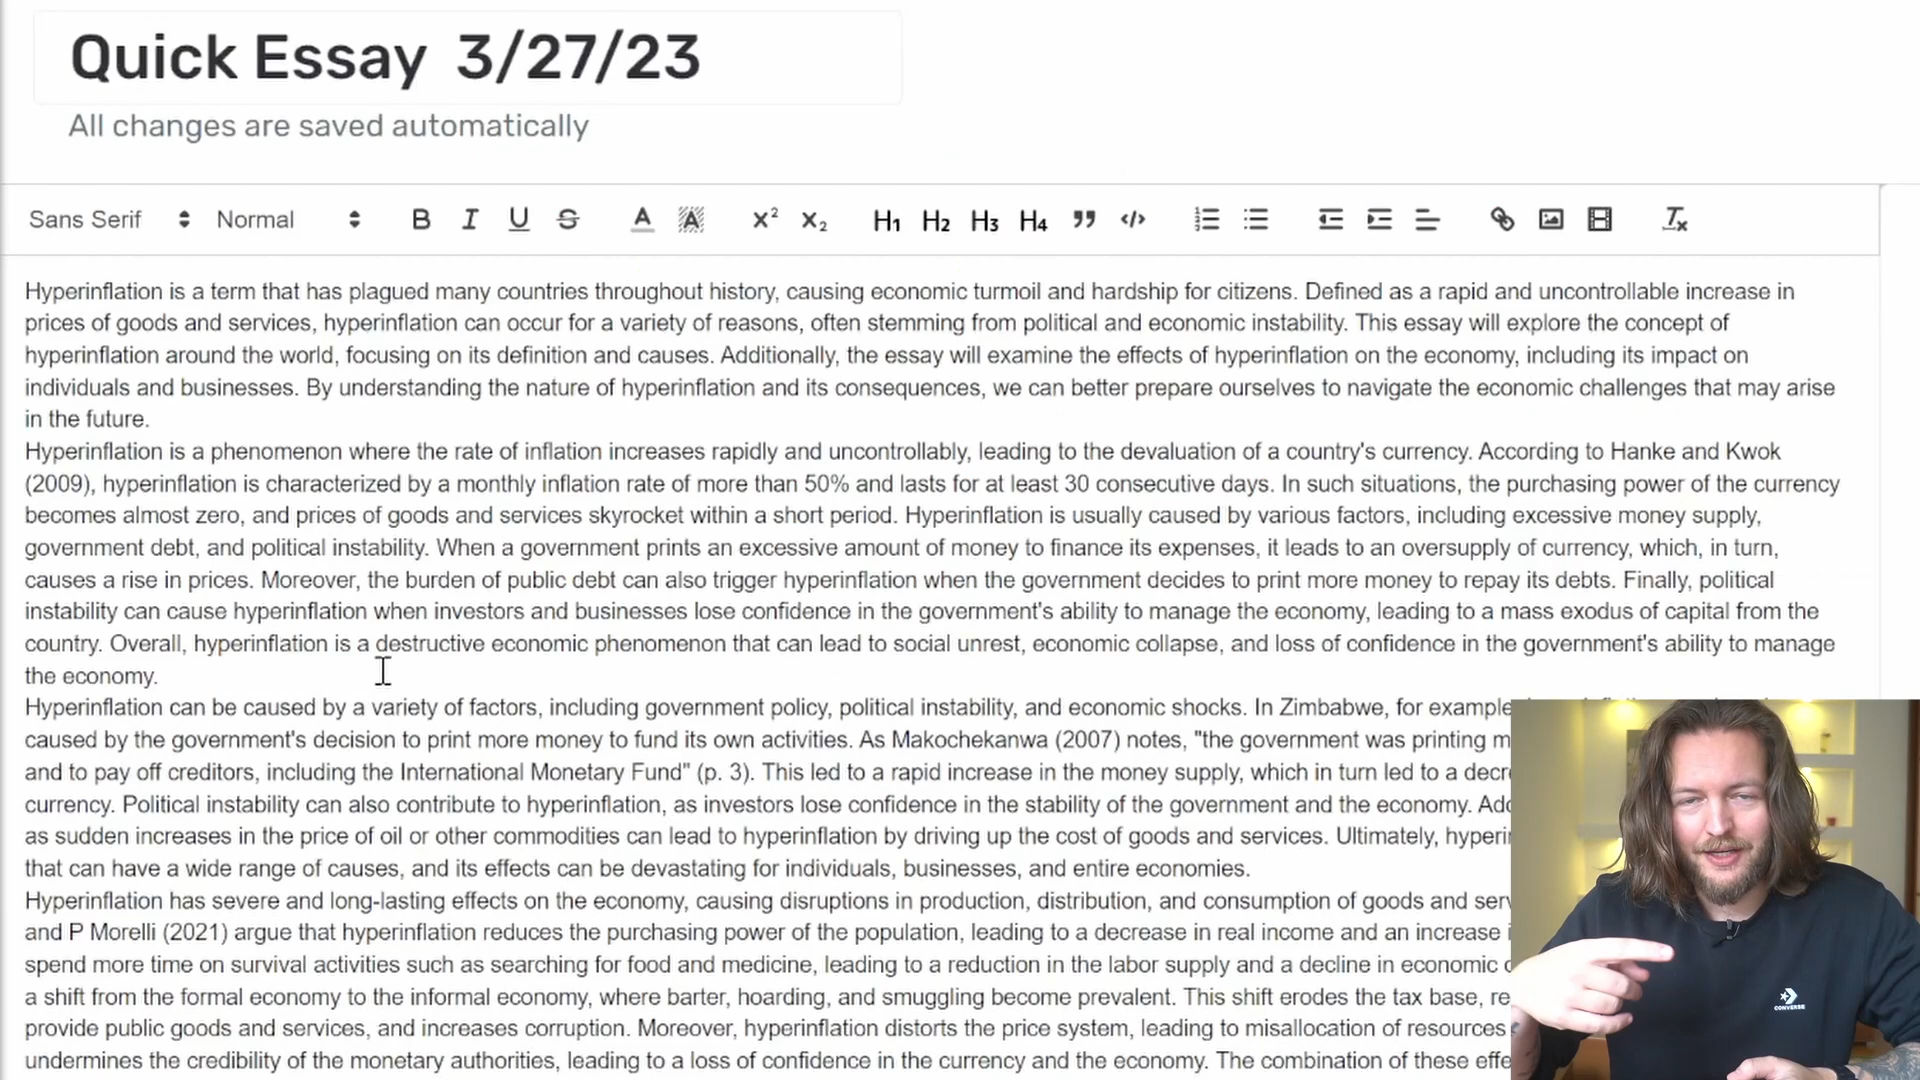 Quick Essay 3/27/23
All changes are saved automatically
Sans Serif Normal B I U S A A X² X₂ H1 H2 H3 H4 ” </> Tx
Hyperinflation is a term that has plagued many countries throughout history, causing economic turmoil and hardship for citizens. Defined as a rapid and uncontrollable increase in
prices of goods and services, hyperinflation can occur for a variety of reasons, often stemming from political and economic instability. This essay will explore the concept of
hyperinflation around the world, focusing on its definition and causes. Additionally, the essay will examine the effects of hyperinflation on the economy, including its impact on
individuals and businesses. By understanding the nature of hyperinflation and its consequences, we can better prepare ourselves to navigate the economic challenges that may arise
in the future.
Hyperinflation is a phenomenon where the rate of inflation increases rapidly and uncontrollably, leading to the devaluation of a country's currency. According to Hanke and Kwok
(2009), hyperinflation is characterized by a monthly inflation rate of more than 50% and lasts for at least 30 consecutive days. In such situations, the purchasing power of the currency
becomes almost zero, and prices of goods and services skyrocket within a short period. Hyperinflation is usually caused by various factors, including excessive money supply,
government debt, and political instability. When a government prints an excessive amount of money to finance its expenses, it leads to an oversupply of currency, which, in turn,
causes a rise in prices. Moreover, the burden of public debt can also trigger hyperinflation when the government decides to print more money to repay its debts. Finally, political
instability can cause hyperinflation when investors and businesses lose confidence in the government's ability to manage the economy, leading to a mass exodus of capital from the
country. Overall, hyperinflation is a destructive economic phenomenon that can lead to social unrest, economic collapse, and loss of confidence in the government's ability to manage
the economy.
Hyperinflation can be caused by a variety of factors, including government policy, political instability, and economic shocks. In Zimbabwe, for example
caused by the government's decision to print more money to fund its own activities. As Makochekanwa (2007) notes, "the government was printing m
and to pay off creditors, including the International Monetary Fund" (p. 3). This led to a rapid increase in the money supply, which in turn led to a decr
currency. Political instability can also contribute to hyperinflation, as investors lose confidence in the stability of the government and the economy. Add
as sudden increases in the price of oil or other commodities can lead to hyperinflation by driving up the cost of goods and services. Ultimately, hyperin
that can have a wide range of causes, and its effects can be devastating for individuals, businesses, and entire economies.
Hyperinflation has severe and long-lasting effects on the economy, causing disruptions in production, distribution, and consumption of goods and serv
and P Morelli (2021) argue that hyperinflation reduces the purchasing power of the population, leading to a decrease in real income and an increase i
spend more time on survival activities such as searching for food and medicine, leading to a reduction in the labor supply and a decline in economic
a shift from the formal economy to the informal economy, where barter, hoarding, and smuggling become prevalent. This shift erodes the tax base, re
provide public goods and services, and increases corruption. Moreover, hyperinflation distorts the price system, leading to misallocation of resources
undermines the credibility of the monetary authorities, leading to a loss of confidence in the currency and the economy. The combination of these effe
CONVERSE